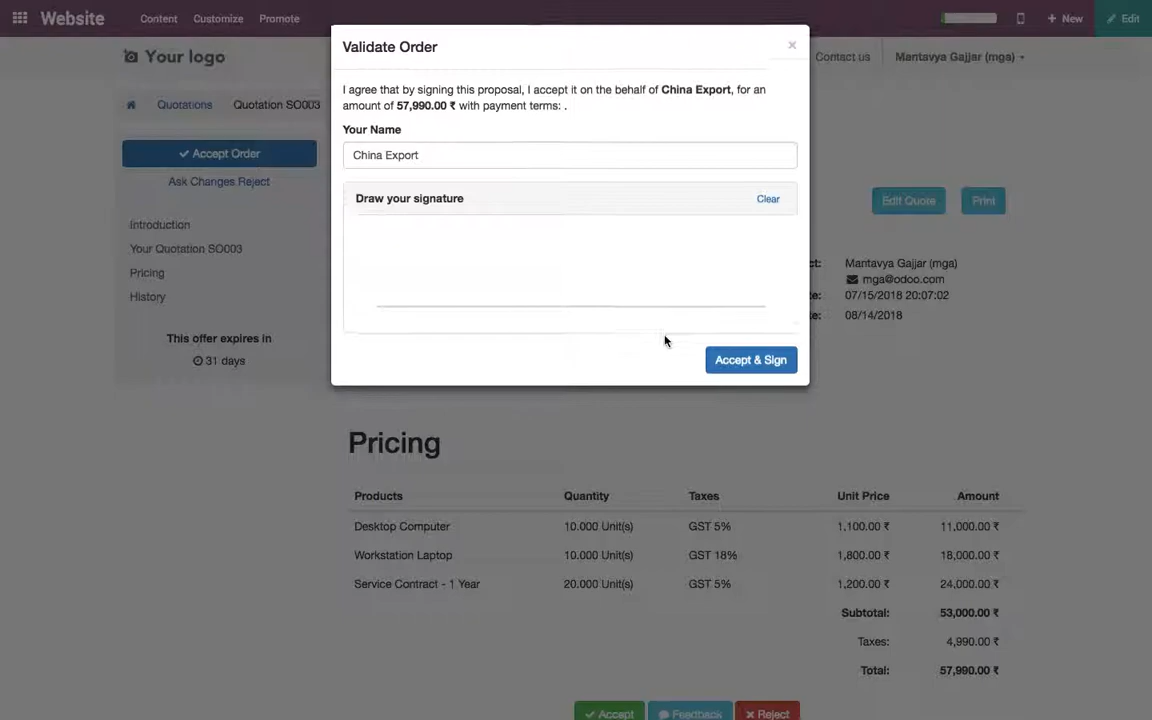 Website Content Customize Promote + New Edit
Your logo Contact us Mantavya Gajjar (mga)
Quotations Quotation SO003
Accept Order
Ask Changes Reject
Introduction
Your Quotation SO003
Pricing
History
This offer expires in
31 days
Validate Order ×
I agree that by signing this proposal, I accept it on the behalf of China Export, for an
amount of 57,990.00 ₹ with payment terms: .
Your Name
China Export
Draw your signature Clear
Accept & Sign
Edit Quote Print
ct: Mantavya Gajjar (mga)
mga@odoo.com
te: 07/15/2018 20:07:02
te: 08/14/2018
Pricing
Products Quantity Taxes Unit Price Amount
Desktop Computer 10.000 Unit(s) GST 5% 1,100.00 ₹ 11,000.00 ₹
Workstation Laptop 10.000 Unit(s) GST 18% 1,800.00 ₹ 18,000.00 ₹
Service Contract - 1 Year 20.000 Unit(s) GST 5% 1,200.00 ₹ 24,000.00 ₹
Subtotal: 53,000.00 ₹
Taxes: 4,990.00 ₹
Total: 57,990.00 ₹
Accept Feedback Reject